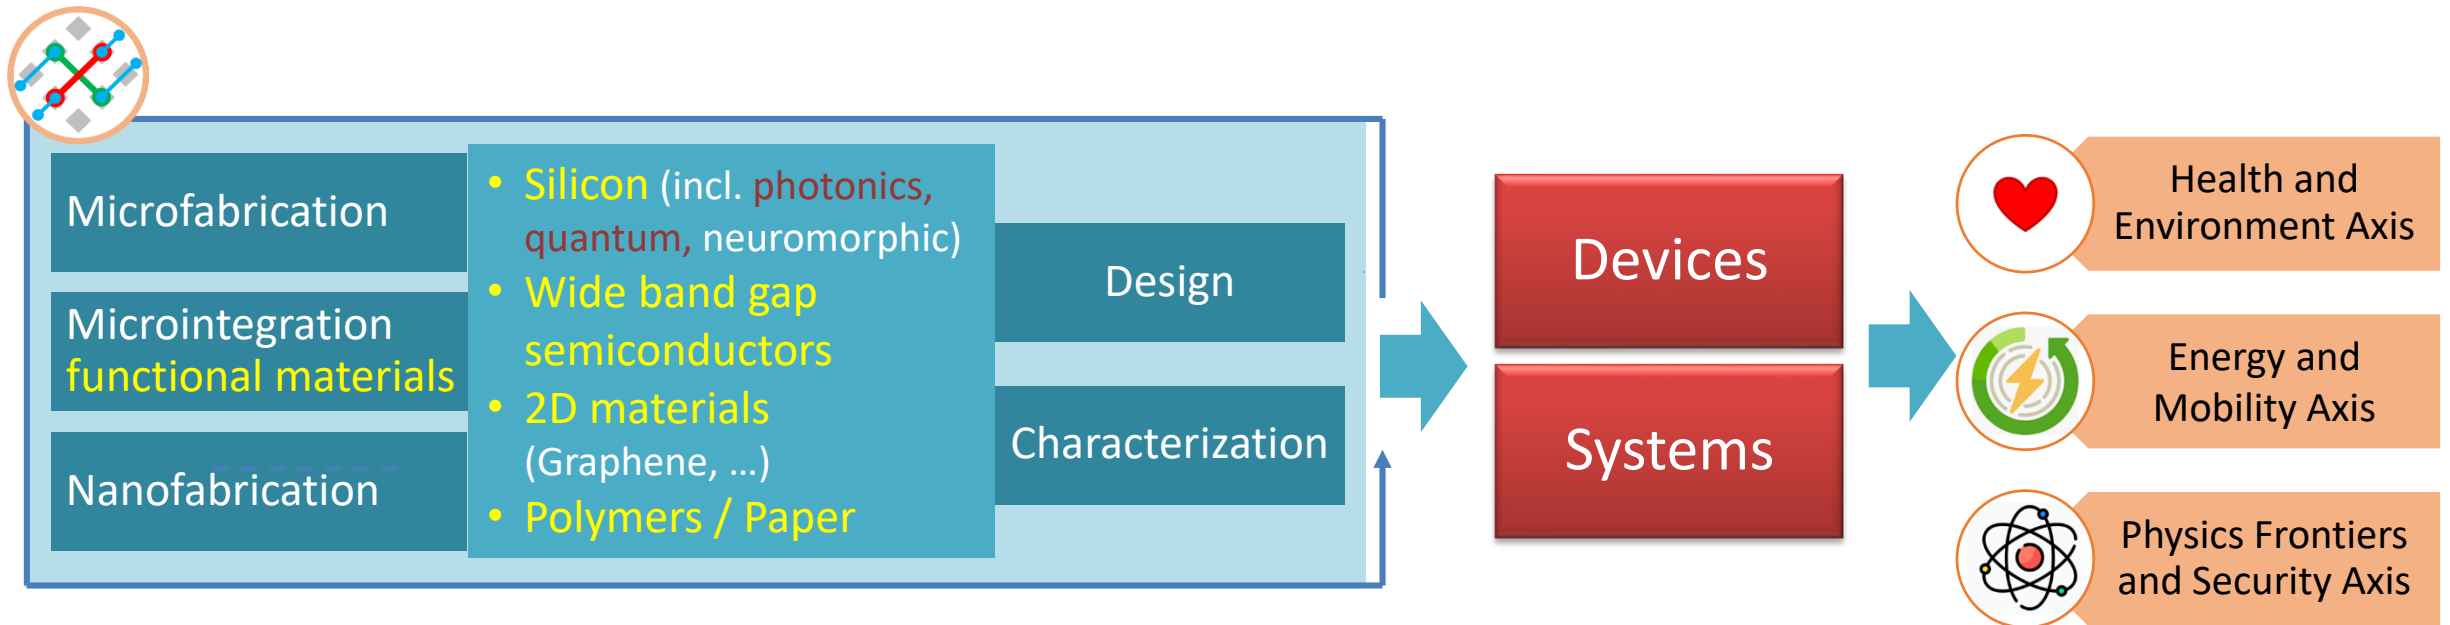 Microfabrication
Microintegration
functional materials
Nanofabrication
• Silicon (incl. photonics,
quantum, neuromorphic)
• Wide band gap
semiconductors
• 2D materials
(Graphene, …)
• Polymers / Paper
Design
Characterization
Devices
Systems
Health and
Environment Axis
Energy and
Mobility Axis
Physics Frontiers
and Security Axis